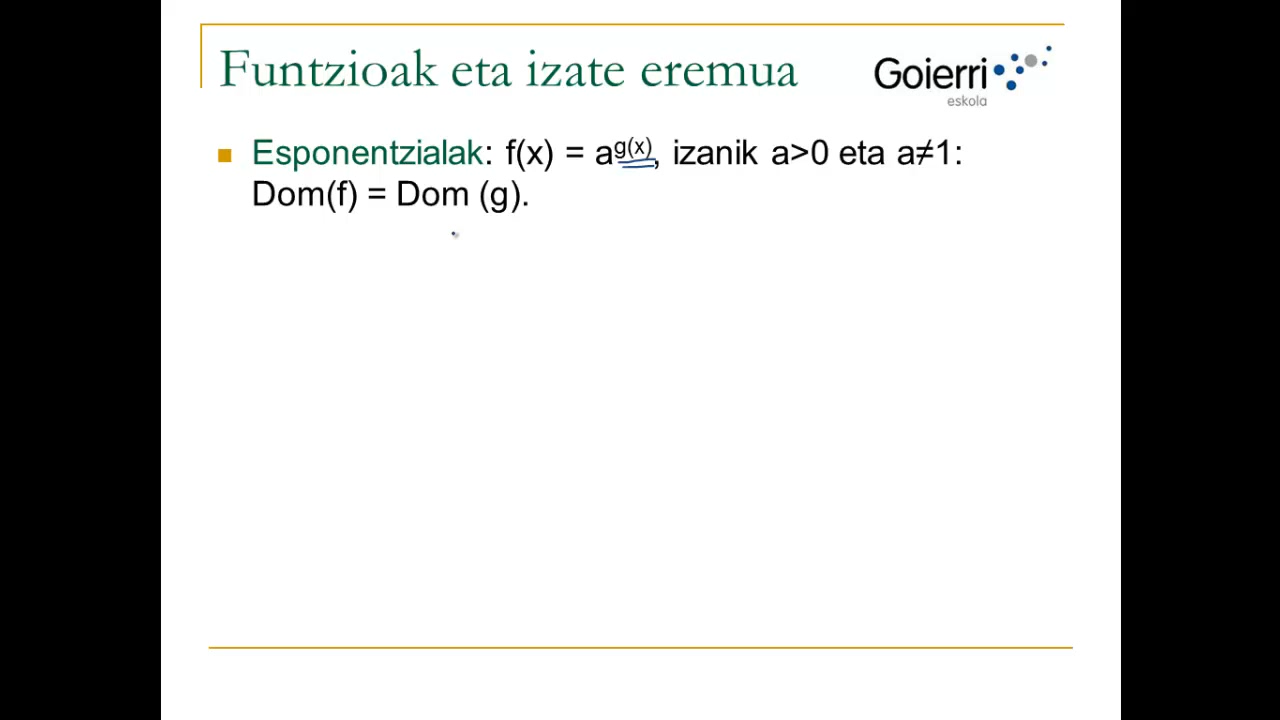 Funtzioak eta izate eremua
Goierri
eskola
Esponentzialak: f(x) = a^g(x), izanik a>0 eta a≠1:
Dom(f) = Dom (g).